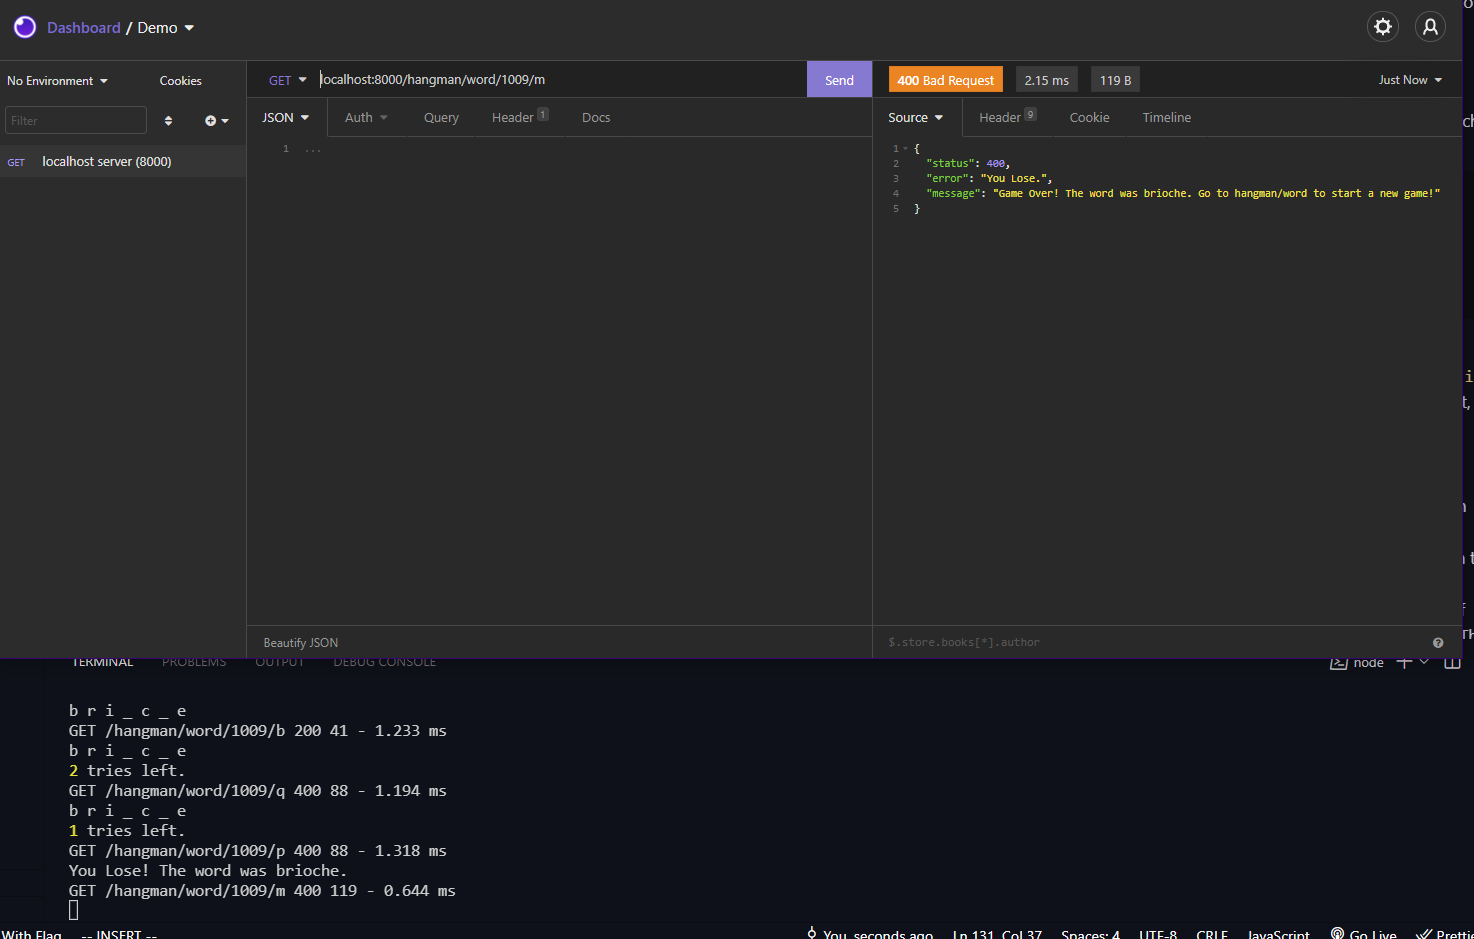 Dashboard / Demo
No Environment
Cookies
GET localhost:8000/hangman/word/1009/m
Send
400 Bad Request
2.15 ms
119 B
Just Now
Filter
JSON
Auth
Query
Header 1
Docs
Source
Header 9
Cookie
Timeline
GET localhost server (8000)
1 ...
1 {
2 "status": 400,
3 "error": "You Lose.",
4 "message": "Game Over! The word was brioche. Go to hangman/word to start a new game!"
5 }
Beautify JSON
$.store.books[*].author
TERMINAL PROBLEMS OUTPUT DEBUG CONSOLE
node
b r i _ c _ e
GET /hangman/word/1009/b 200 41 - 1.233 ms
b r i _ c _ e
2 tries left.
GET /hangman/word/1009/q 400 88 - 1.194 ms
b r i _ c _ e
1 tries left.
GET /hangman/word/1009/p 400 88 - 1.318 ms
You Lose! The word was brioche.
GET /hangman/word/1009/m 400 119 - 0.644 ms
With Flag -- INSERT -- You, seconds ago Ln 131, Col 37 Spaces: 4 UTF-8 CRLF JavaScript Go Live